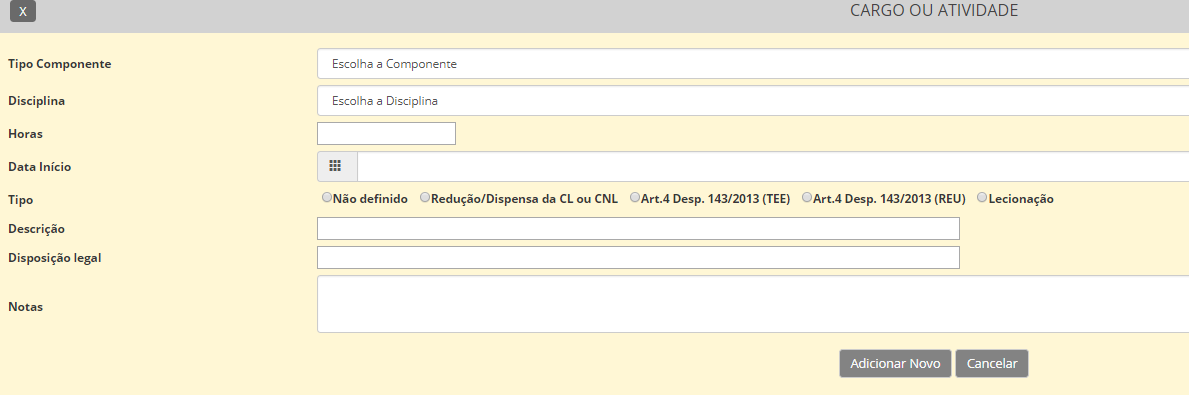 X CARGO OU ATIVIDADE
Tipo Componente Escolha a Componente
Disciplina Escolha a Disciplina
Horas
Data Início
Tipo Não definido Redução/Dispensa da CL ou CNL Art.4 Desp. 143/2013 (TEE) Art.4 Desp. 143/2013 (REU) Lecionação
Descrição
Disposição legal
Notas
Adicionar Novo Cancelar